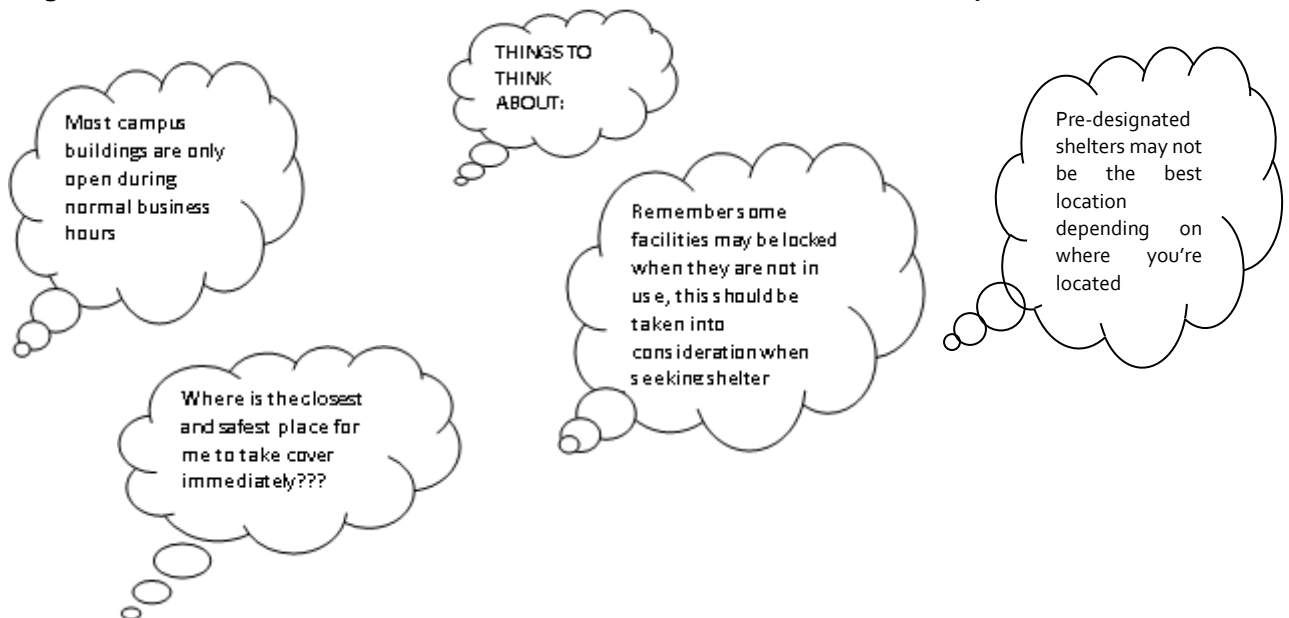 THINGS TO
THINK
ABOUT:
Most campus
buildings are only
open during
normal business
hours
Remember some
facilities may be locked
when they are not in
use, this should be
taken into
consideration when
seeking shelter
Pre-designated
shelters may not
be the best
location
depending on
where you're
located
Where is the closest
and safest place for
me to take cover
immediately???